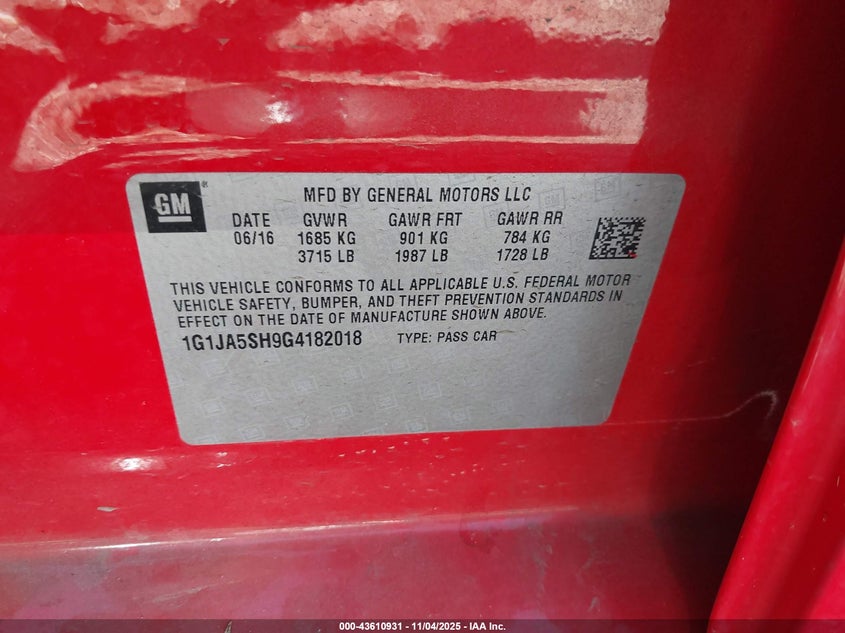 GM
MFD BY GENERAL MOTORS LLC
DATE GVWR GAWR FRT GAWR RR
06/16 1685 KG 901 KG 784 KG
3715 LB 1987 LB 1728 LB
THIS VEHICLE CONFORMS TO ALL APPLICABLE U.S. FEDERAL MOTOR
VEHICLE SAFETY, BUMPER, AND THEFT PREVENTION STANDARDS IN
EFFECT ON THE DATE OF MANUFACTURE SHOWN ABOVE.
1G1JA5SH9G4182018 TYPE: PASS CAR
000-43610931 - 11/04/2025 - IAA Inc.